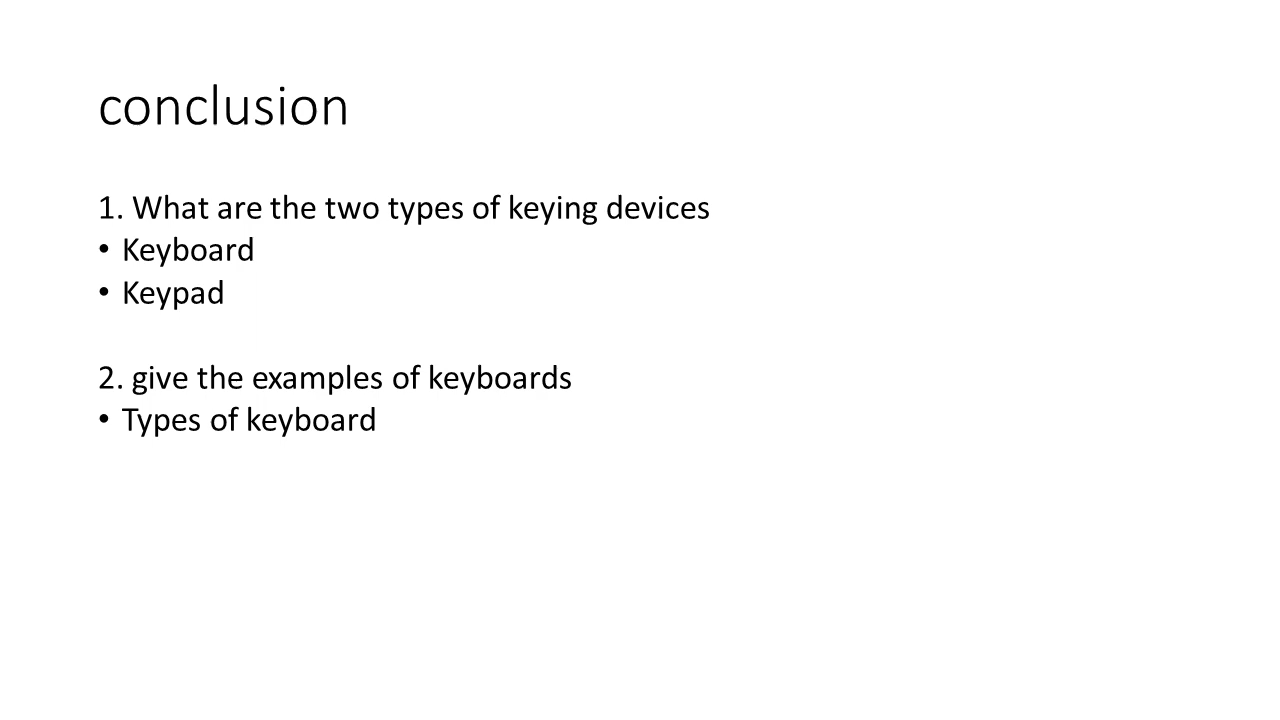 conclusion
1. What are the two types of keying devices
• Keyboard
• Keypad
2. give the examples of keyboards
• Types of keyboard